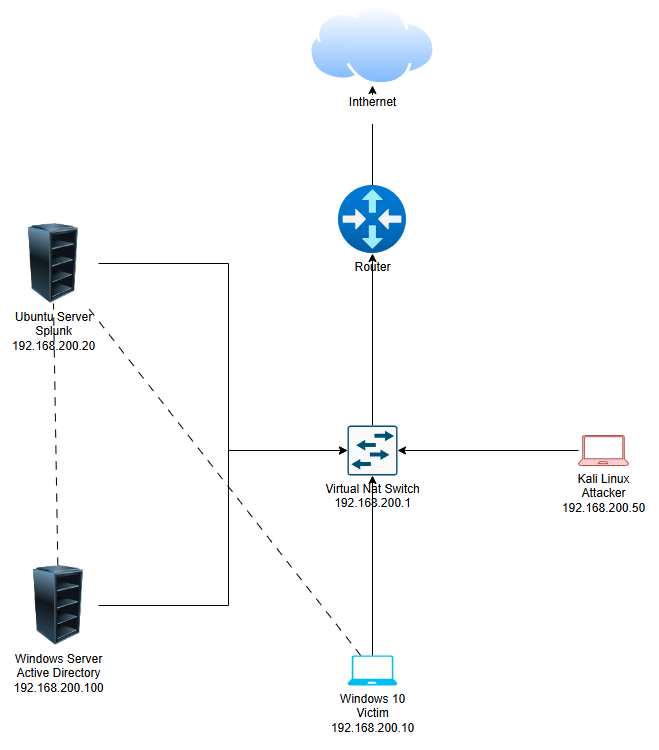 Inthernet
Router
Ubuntu Server
Splunk
192.168.200.20
Virtual Nat Switch
192.168.200.1
Kali Linux
Attacker
192.168.200.50
Windows Server
Active Directory
192.168.200.100
Windows 10
Victim
192.168.200.10